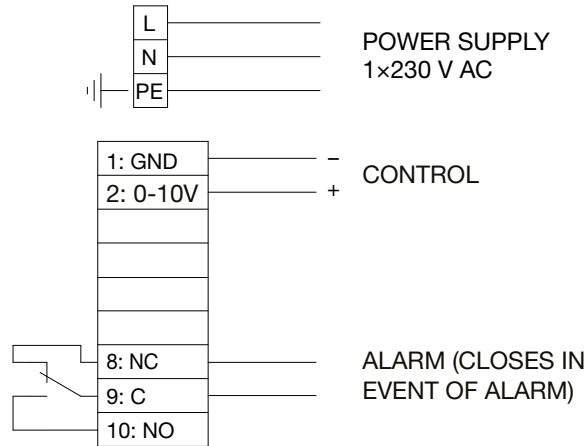 L
N
PE
POWER SUPPLY
1×230 V AC
1: GND
2: 0-10V
−
+
CONTROL
8: NC
9: C
10: NO
ALARM (CLOSES IN
EVENT OF ALARM)